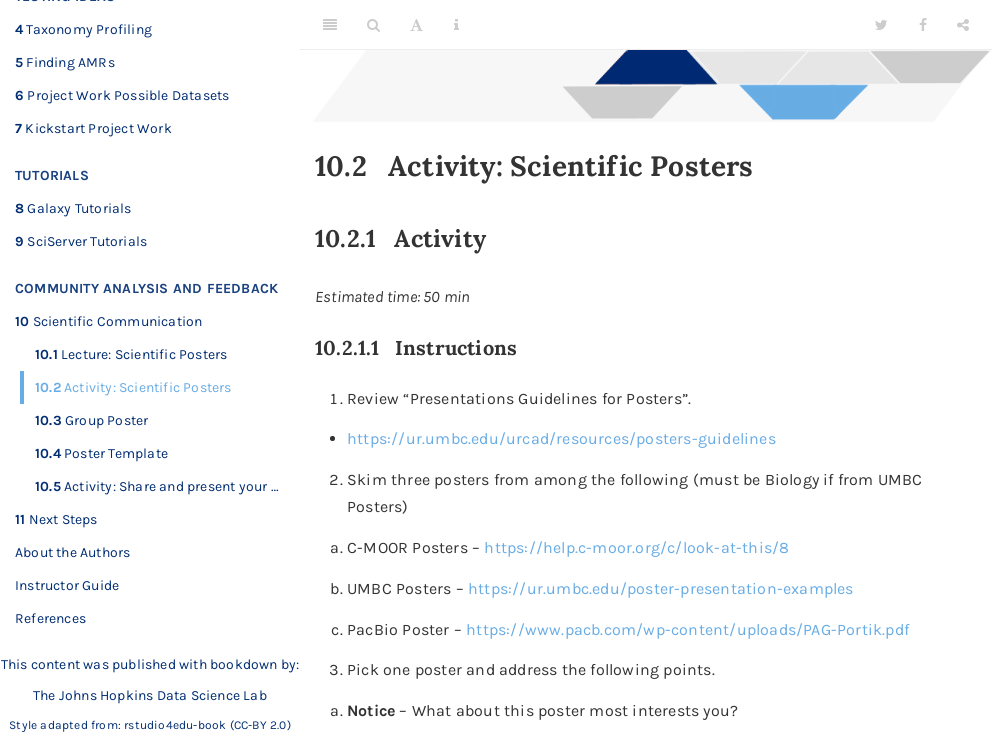 TESTING IDEAS
4 Taxonomy Profiling
5 Finding AMRs
6 Project Work Possible Datasets
7 Kickstart Project Work
TUTORIALS
8 Galaxy Tutorials
9 SciServer Tutorials
COMMUNITY ANALYSIS AND FEEDBACK
10 Scientific Communication
10.1 Lecture: Scientific Posters
10.2 Activity: Scientific Posters
10.3 Group Poster
10.4 Poster Template
10.5 Activity: Share and present your ...
11 Next Steps
About the Authors
Instructor Guide
References
This content was published with bookdown by:
The Johns Hopkins Data Science Lab
Style adapted from: rstudio4edu-book (CC-BY 2.0)
10.2 Activity: Scientific Posters
10.2.1 Activity
Estimated time: 50 min
10.2.1.1 Instructions
1. Review “Presentations Guidelines for Posters”.
• https://ur.umbc.edu/urcad/resources/posters-guidelines
2. Skim three posters from among the following (must be Biology if from UMBC
Posters)
a. C-MOOR Posters – https://help.c-moor.org/c/look-at-this/8
b. UMBC Posters – https://ur.umbc.edu/poster-presentation-examples
c. PacBio Poster – https://www.pacb.com/wp-content/uploads/PAG-Portik.pdf
3. Pick one poster and address the following points.
a. Notice – What about this poster most interests you?